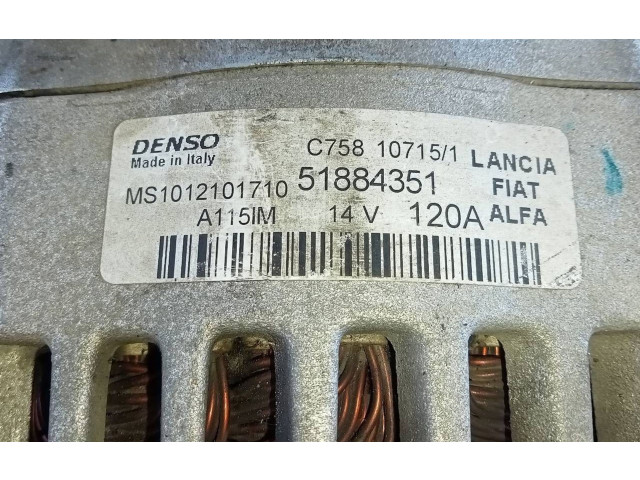 DENSO C758 10715/1 LANCIA
Made in Italy
MS1012101710 51884351 FIAT
A115IM 14 V 120A ALFA